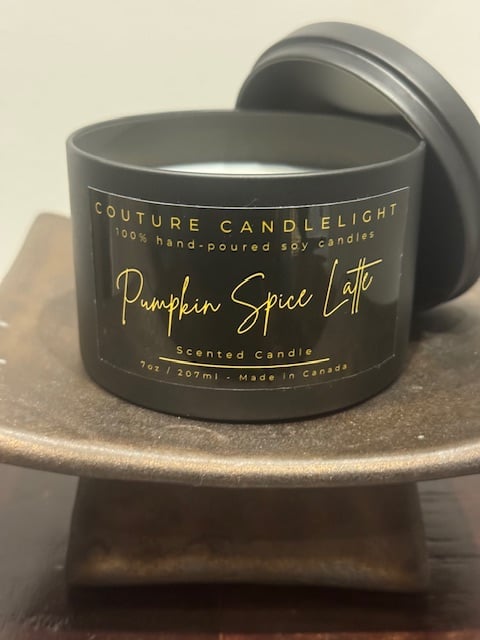 COUTURE CANDLELIGHT
100% hand-poured soy candles
Pumpkin Spice Latte
Scented Candle
7oz / 207ml - Made in Canada